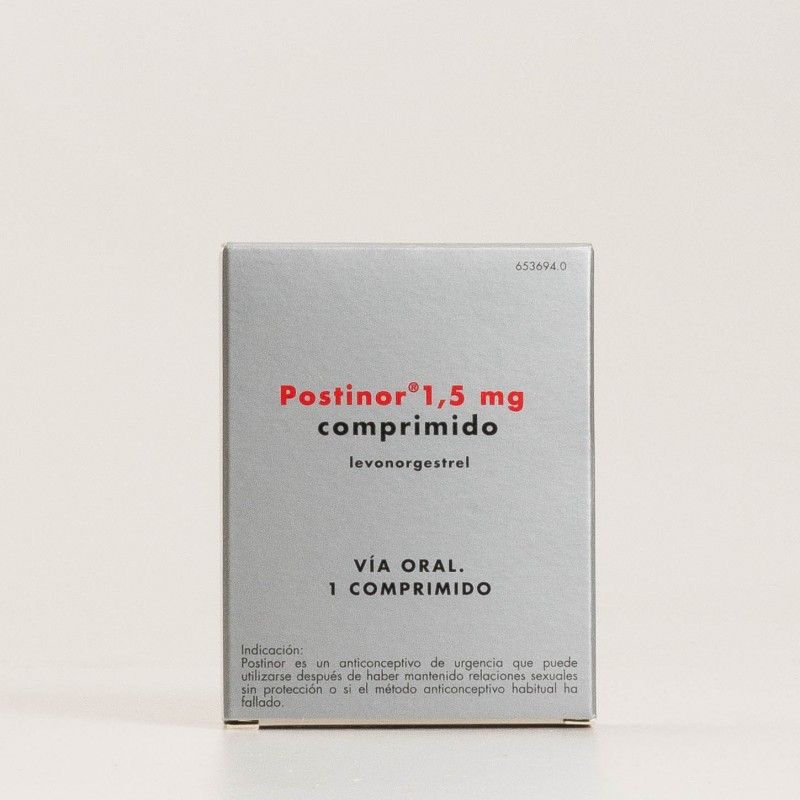 653694.0
Postinor® 1,5 mg
comprimido
levonorgestrel
VÍA ORAL.
1 COMPRIMIDO
Indicación:
Postinor es un anticonceptivo de urgencia que puede
utilizarse después de haber mantenido relaciones sexuales
sin protección o si el método anticonceptivo habitual ha
fallado.